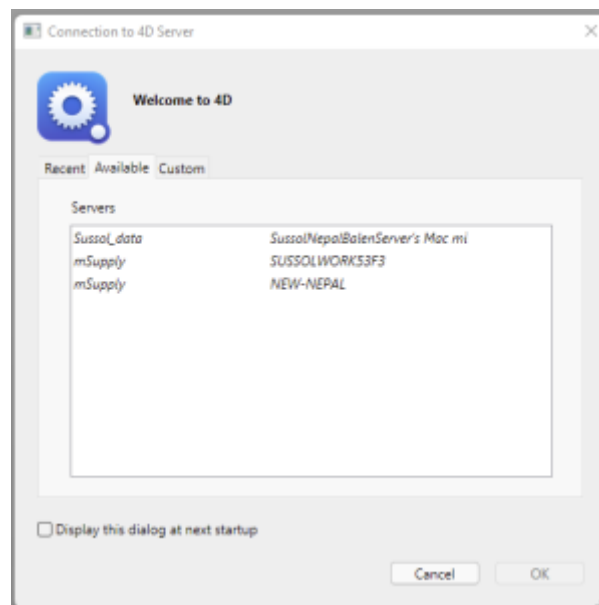 Connection to 4D Server
Welcome to 4D
Recent Available Custom
Servers
Sussol_data SussolNepalBalenServer's Mac mi
mSupply SUSSOLWORK53F3
mSupply NEW-NEPAL
Display this dialog at next startup
Cancel OK